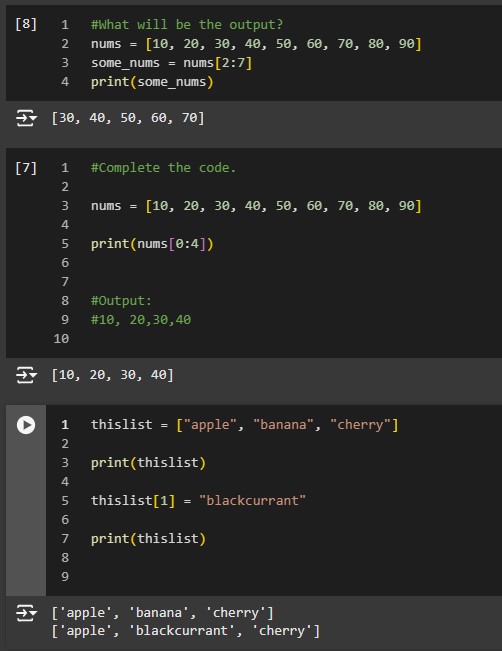 [8] 1 #What will be the output?
2 nums = [10, 20, 30, 40, 50, 60, 70, 80, 90]
3 some_nums = nums[2:7]
4 print(some_nums)
[30, 40, 50, 60, 70]
[7] 1 #Complete the code.
2
3 nums = [10, 20, 30, 40, 50, 60, 70, 80, 90]
4
5 print(nums[0:4])
6
7
8 #Output:
9 #10, 20,30,40
10
[10, 20, 30, 40]
1 thislist = ["apple", "banana", "cherry"]
2
3 print(thislist)
4
5 thislist[1] = "blackcurrant"
6
7 print(thislist)
8
9
['apple', 'banana', 'cherry']
['apple', 'blackcurrant', 'cherry']